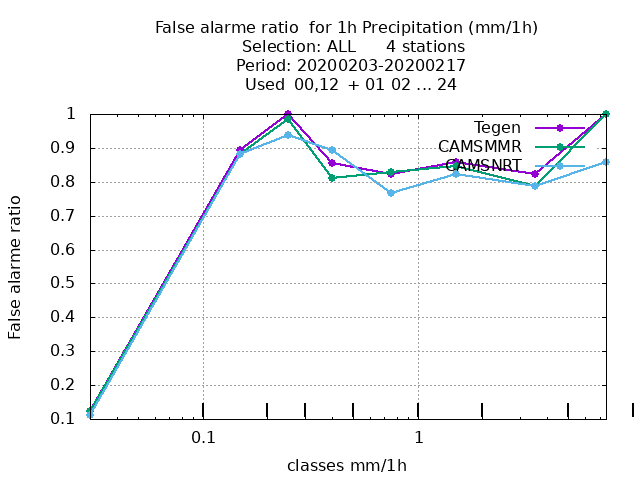 False alarme ratio  for 1h Precipitation (mm/1h)
Selection: ALL      4 stations
Period: 20200203-20200217
Used  00,12  + 01 02 ... 24
False alarme ratio
1
0.9
0.8
0.7
0.6
0.5
0.4
0.3
0.2
0.1
Tegen
CAMSMMR
CAMSNRT
0.1
1
classes mm/1h